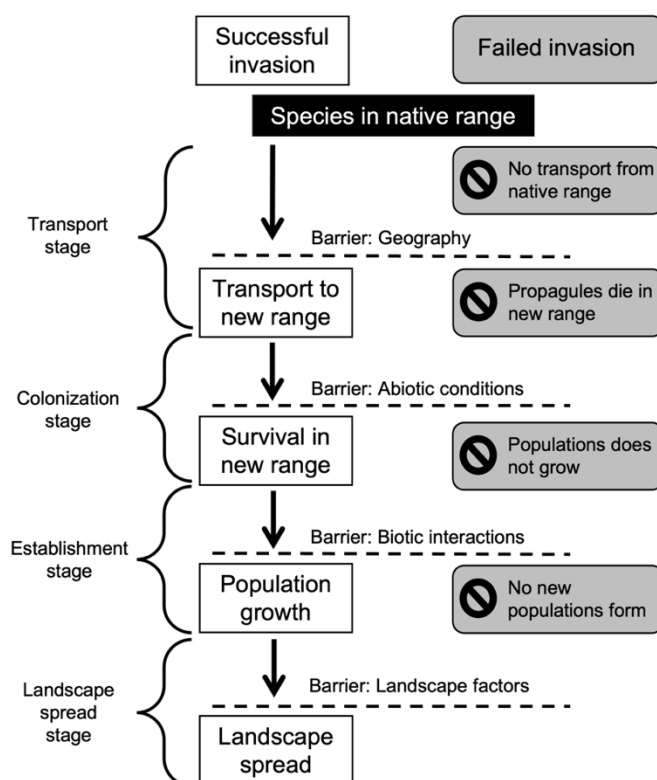 Successful
invasion
Failed invasion
Species in native range
No transport from
native range
Transport
stage
Barrier: Geography
Transport to
new range
Propagules die in
new range
Colonization
stage
Barrier: Abiotic conditions
Survival in
new range
Populations does
not grow
Establishment
stage
Barrier: Biotic interactions
Population
growth
No new
populations form
Landscape
spread
stage
Barrier: Landscape factors
Landscape
spread